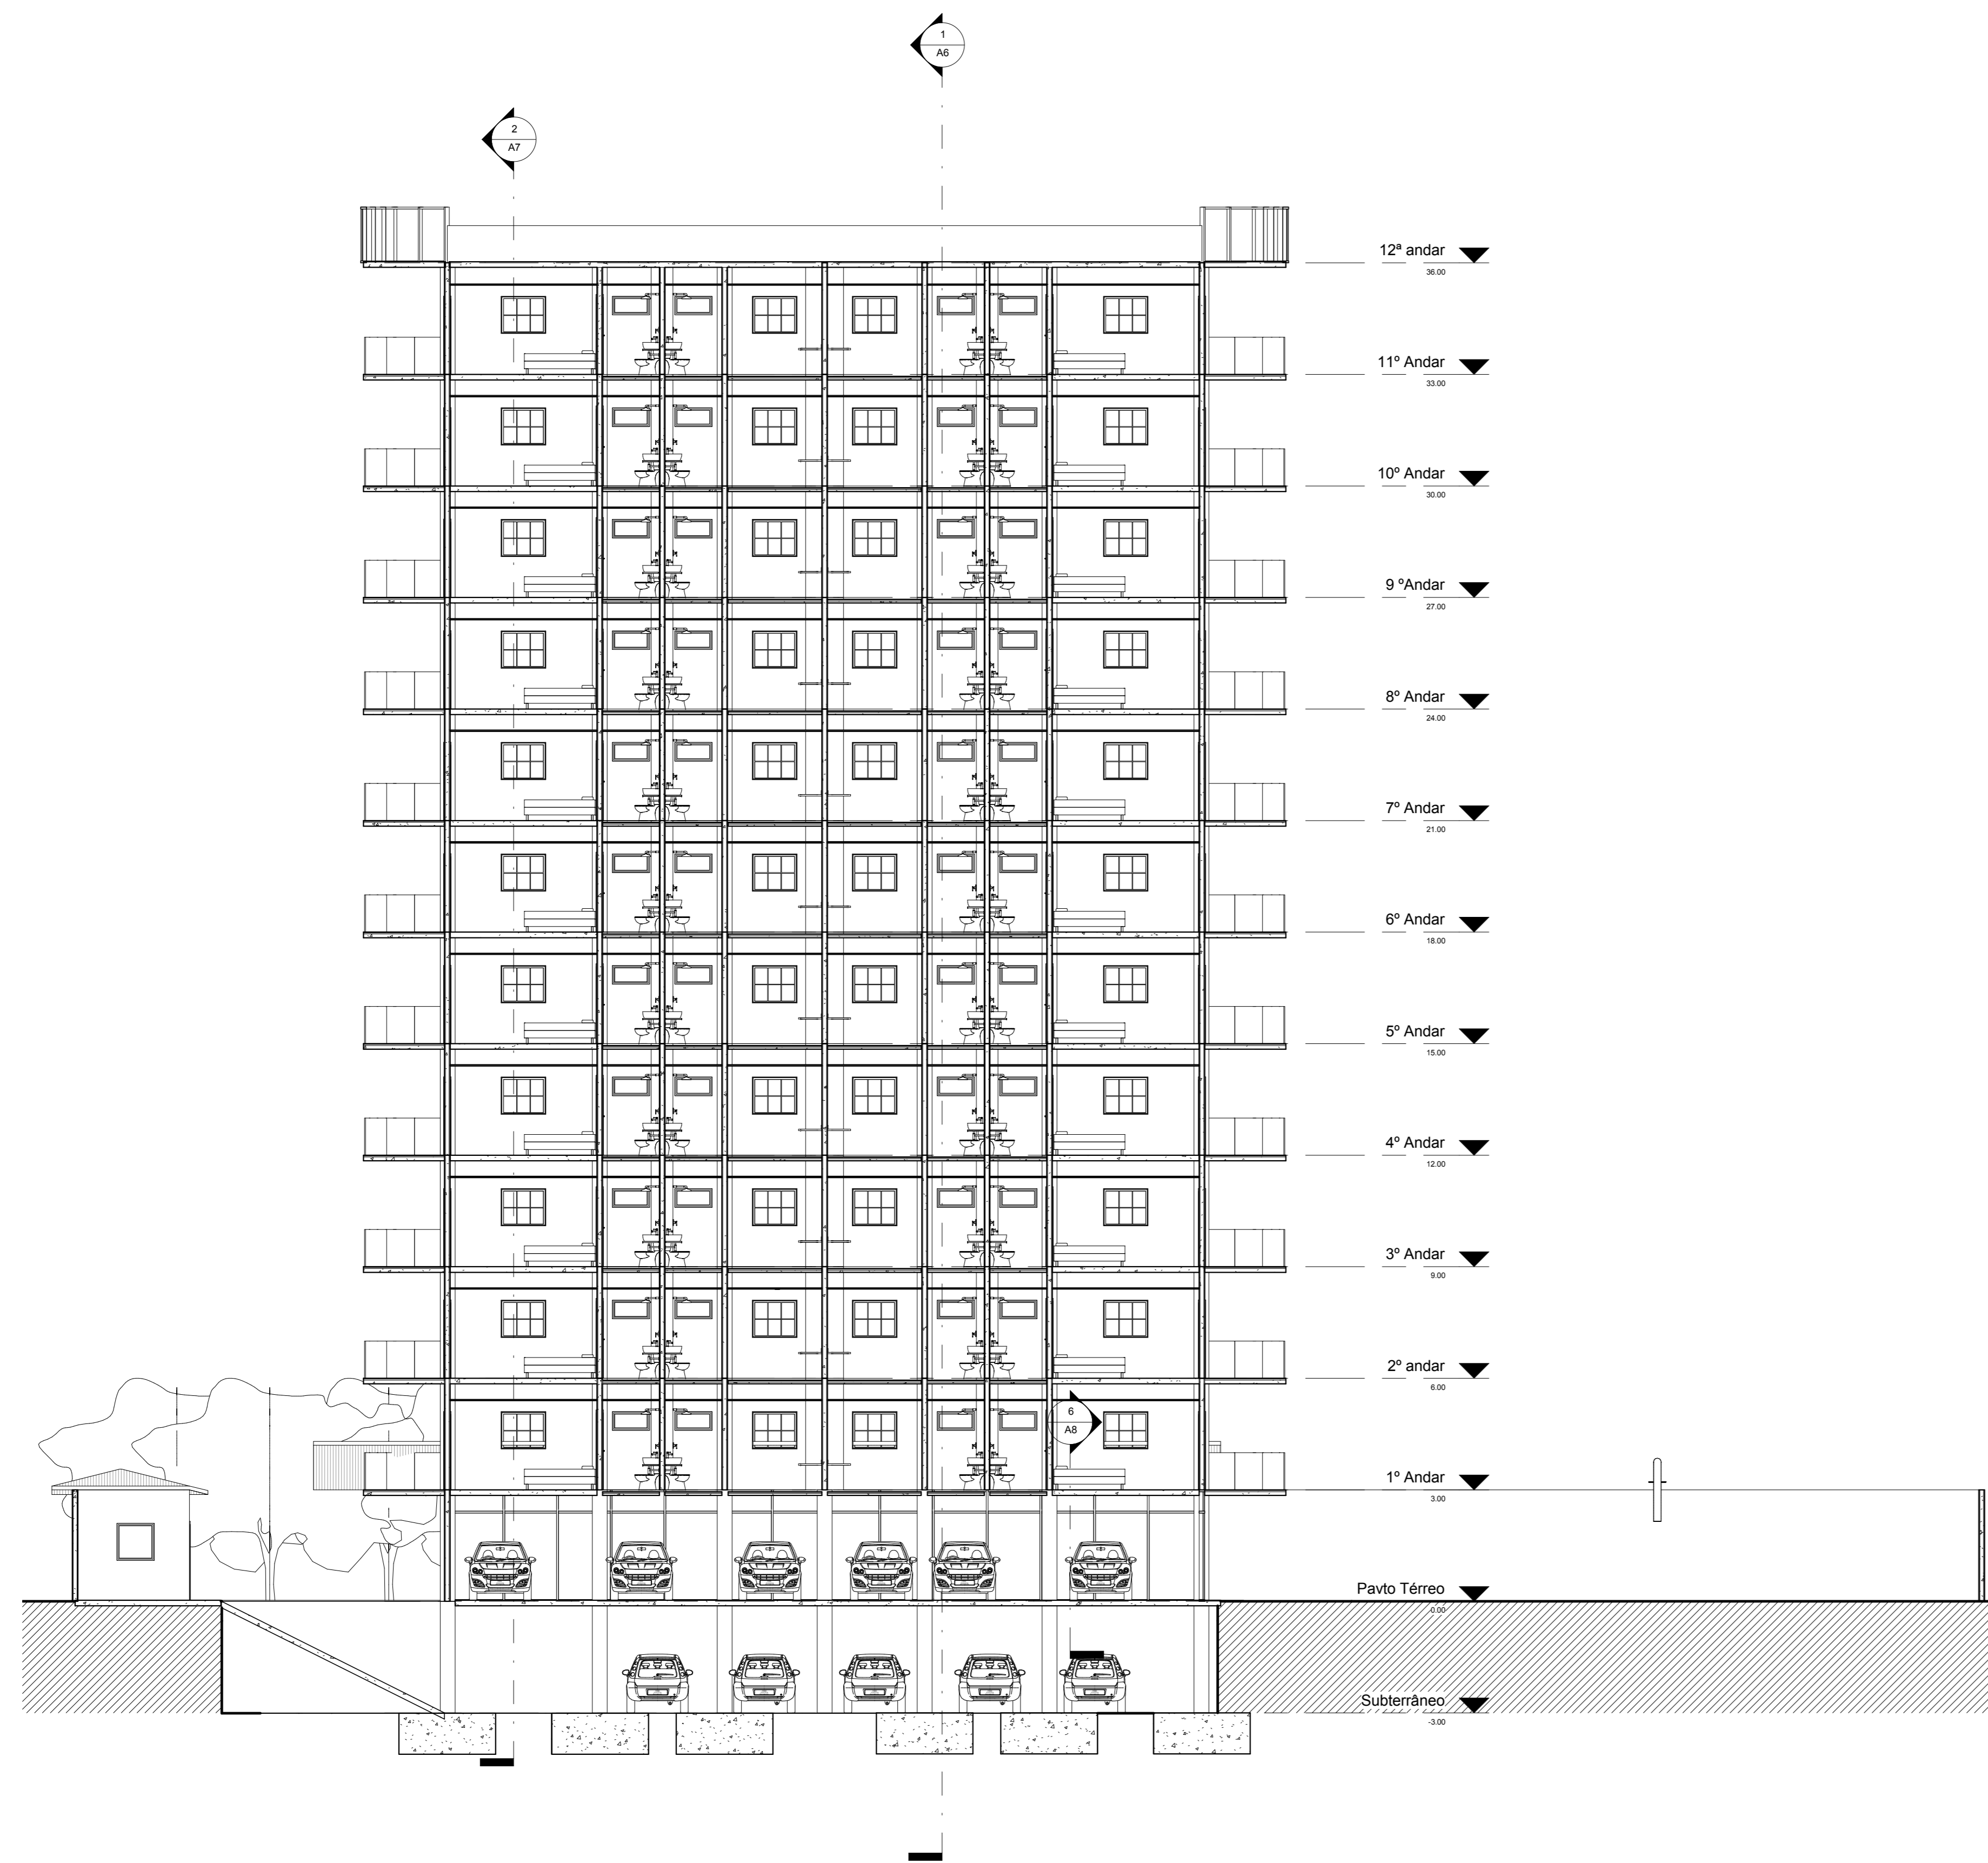 1
A6
2
A7
12ª andar
36.00
11º Andar
33.00
10º Andar
30.00
9 ºAndar
27.00
8º Andar
24.00
7º Andar
21.00
6º Andar
18.00
5º Andar
15.00
4º Andar
12.00
3º Andar
9.00
2º andar
6.00
6
A8
1º Andar
3.00
Pavto Térreo
0.00
Subterrâneo
-3.00